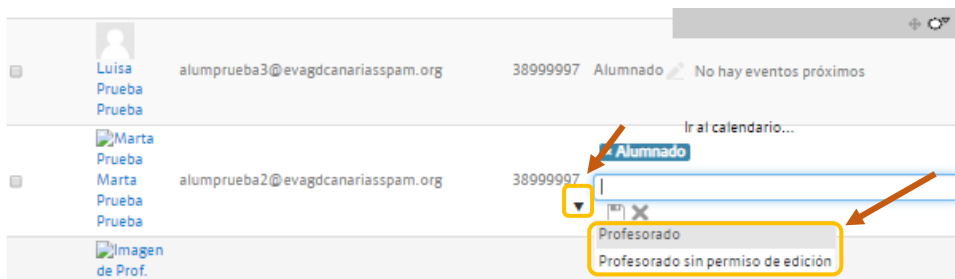 Luisa
Prueba
Prueba
alumprueba3@evagdcanariasspam.org
38999997
Alumnado
No hay eventos próximos
Ir al calendario...
Marta
Prueba
Marta
Prueba
Prueba
alumprueba2@evagdcanariasspam.org
38999997
× Alumnado
Profesorado
Profesorado sin permiso de edición
Imagen
de Prof.